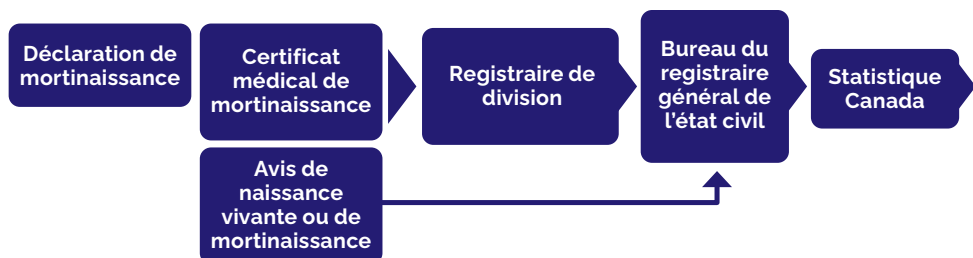 Déclaration de
mortinaissance
Certificat
médical de
mortinaissance
Registraire de
division
Bureau du
registraire
général de
l'état civil
Statistique
Canada
Avis de
naissance
vivante ou de
mortinaissance